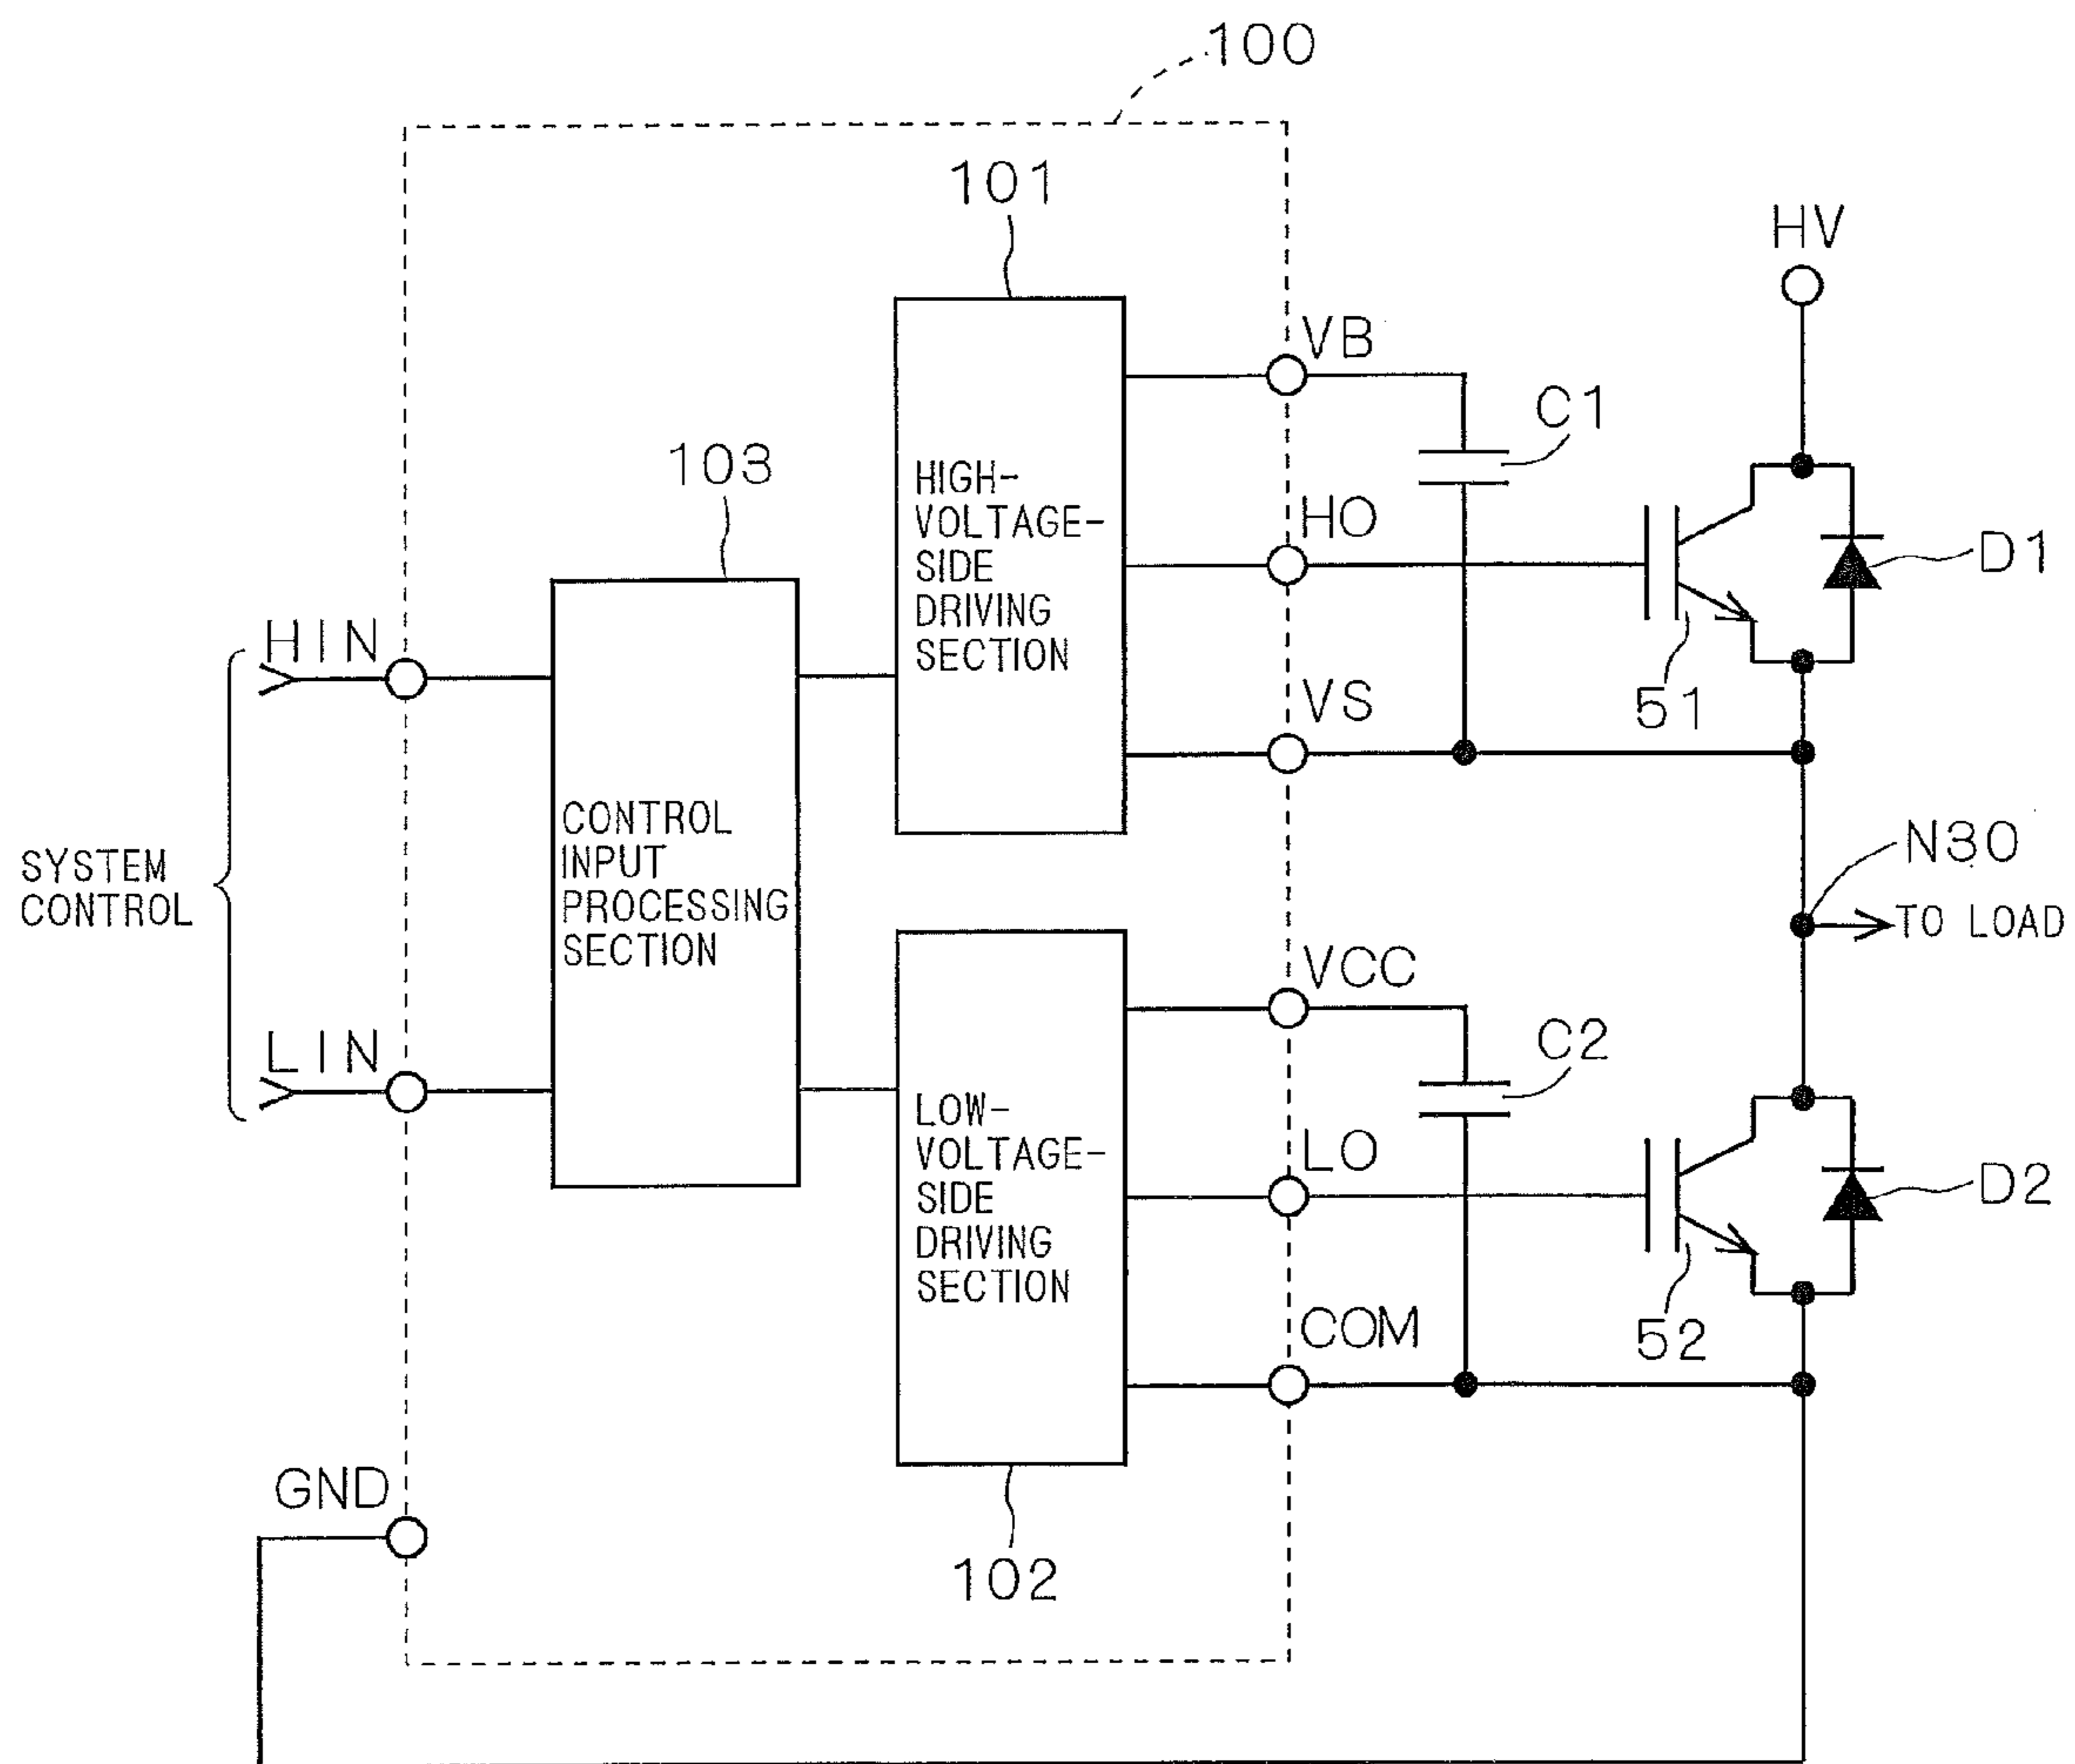 100
101
HV
VB
C1
103
HIGH-
VOLTAGE-
SIDE
DRIVING
SECTION
HO
D1
HIN
VS
51
CONTROL
INPUT
PROCESSING
SECTION
SYSTEM
CONTROL
N30
TO LOAD
VCC
C2
LIN
LOW-
VOLTAGE-
SIDE
DRIVING
SECTION
LO
D2
COM
52
GND
102